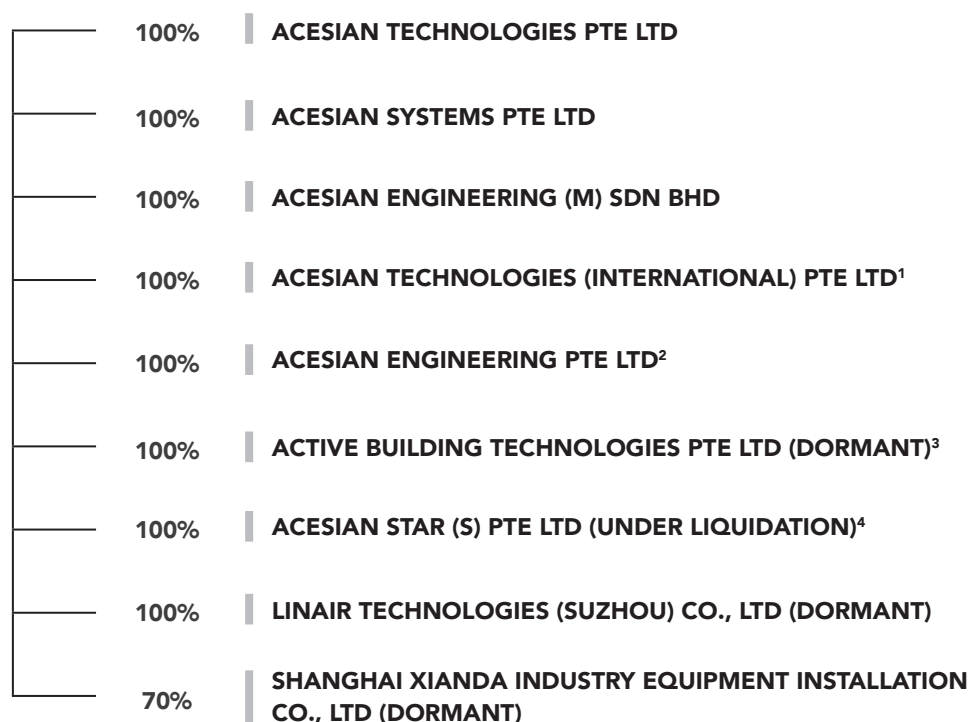 100% ACESIAN TECHNOLOGIES PTE LTD
100% ACESIAN SYSTEMS PTE LTD
100% ACESIAN ENGINEERING (M) SDN BHD
100% ACESIAN TECHNOLOGIES (INTERNATIONAL) PTE LTD¹
100% ACESIAN ENGINEERING PTE LTD²
100% ACTIVE BUILDING TECHNOLOGIES PTE LTD (DORMANT)³
100% ACESIAN STAR (S) PTE LTD (UNDER LIQUIDATION)⁴
100% LINAIR TECHNOLOGIES (SUZHOU) CO., LTD (DORMANT)
70% SHANGHAI XIANDA INDUSTRY EQUIPMENT INSTALLATION
CO., LTD (DORMANT)